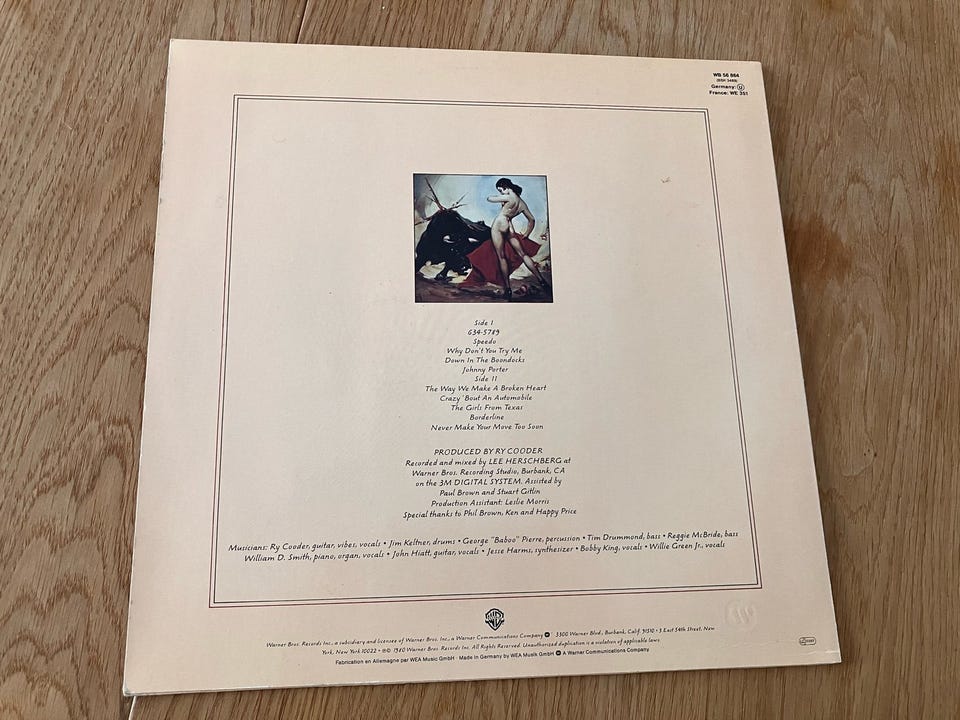 WB 56 864
(BSK 3489)
Germany: U
France: WE 351
Side I
634-5789
Speedo
Why Don't You Try Me
Down In The Boondocks
Johnny Porter
Side II
The Way We Make A Broken Heart
Crazy 'Bout An Automobile
The Girls From Texas
Borderline
Never Make Your Move Too Soon
PRODUCED BY RY COODER
Recorded and mixed by LEE HERSCHBERG at
Warner Bros. Recording Studio, Burbank, CA
on the 3M DIGITAL SYSTEM. Assisted by
Paul Brown and Stuart Gitlin
Production Assistant: Leslie Morris
Special thanks to Phil Brown, Ken and Happy Price
Musicians: Ry Cooder, guitar, vibes, vocals • Jim Keltner, drums • George "Baboo" Pierre, percussion • Tim Drummond, bass • Reggie McBride, bass
William D. Smith, piano, organ, vocals • John Hiatt, guitar, vocals • Jesse Harms, synthesizer • Bobby King, vocals • Willie Green Jr., vocals
Warner Bros. Records Inc., a subsidiary and licensee of Warner Bros. Inc., a Warner Communications Company • 3300 Warner Blvd., Burbank, Calif. 91510 • 3 East 54th Street, New
York, New York 10022 • ℗© 1980 Warner Bros. Records Inc. All Rights Reserved. Unauthorized duplication is a violation of applicable laws.
Fabrication en Allemagne par WEA Music GmbH · Made in Germany by WEA Musik GmbH A Warner Communications Company